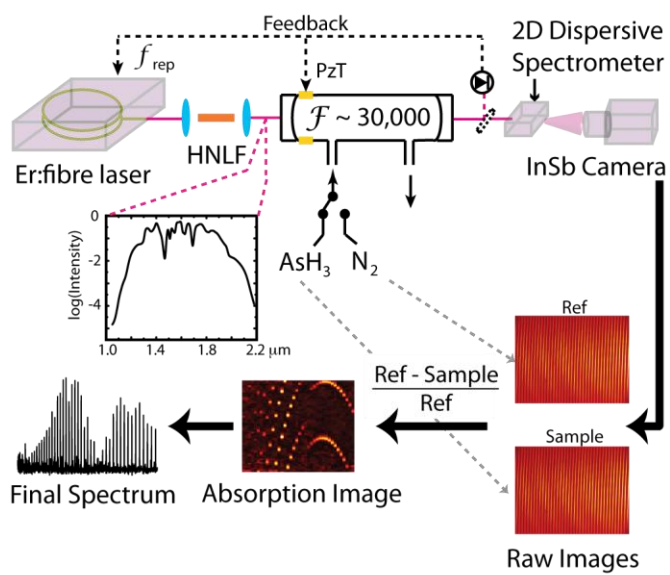 Feedback
f rep
PzT
2D Dispersive
Spectrometer
F ~ 30,000
HNLF
Er:fibre laser
InSb Camera
AsH3
N2
log(Intensity)
0
-2
-4
1.0 1.4 1.8 2.2 μm
Ref
Ref - Sample
Ref
Sample
Final Spectrum
Absorption Image
Raw Images